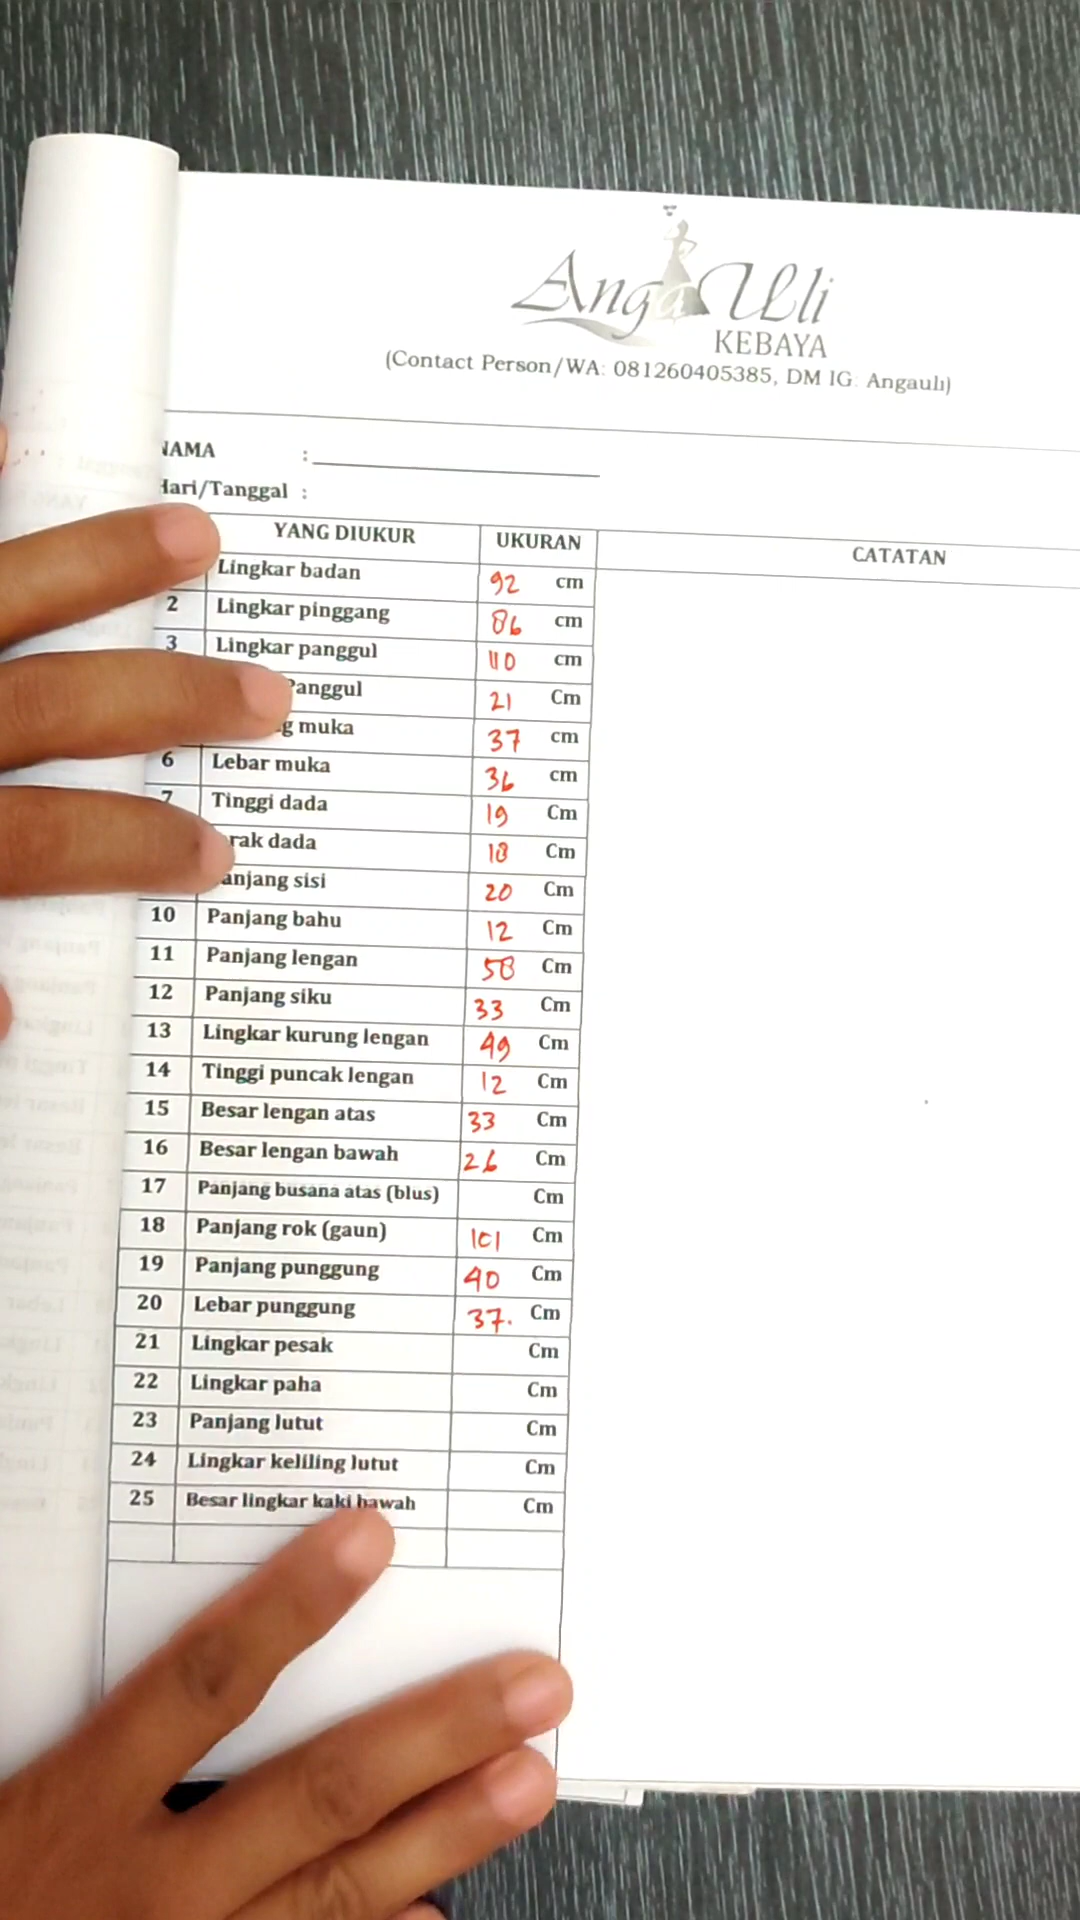 Anga Uli
KEBAYA
(Contact Person/WA: 081260405385, DM IG: Angauli)
NAMA :
Hari/Tanggal :
YANG DIUKUR UKURAN CATATAN
Lingkar badan 92 cm
2 Lingkar pinggang 86 cm
3 Lingkar panggul 110 cm
Panggul 21 Cm
g muka 37 cm
6 Lebar muka 36 cm
7 Tinggi dada 19 Cm
rak dada 18 Cm
anjang sisi 20 Cm
10 Panjang bahu 12 Cm
11 Panjang lengan 58 Cm
12 Panjang siku 33 Cm
13 Lingkar kurung lengan 49 Cm
14 Tinggi puncak lengan 12 Cm
15 Besar lengan atas 33 Cm
16 Besar lengan bawah 26 Cm
17 Panjang busana atas (blus) Cm
18 Panjang rok (gaun) 101 Cm
19 Panjang punggung 40 Cm
20 Lebar punggung 37. Cm
21 Lingkar pesak Cm
22 Lingkar paha Cm
23 Panjang lutut Cm
24 Lingkar keliling lutut Cm
25 Besar lingkar kaki bawah Cm